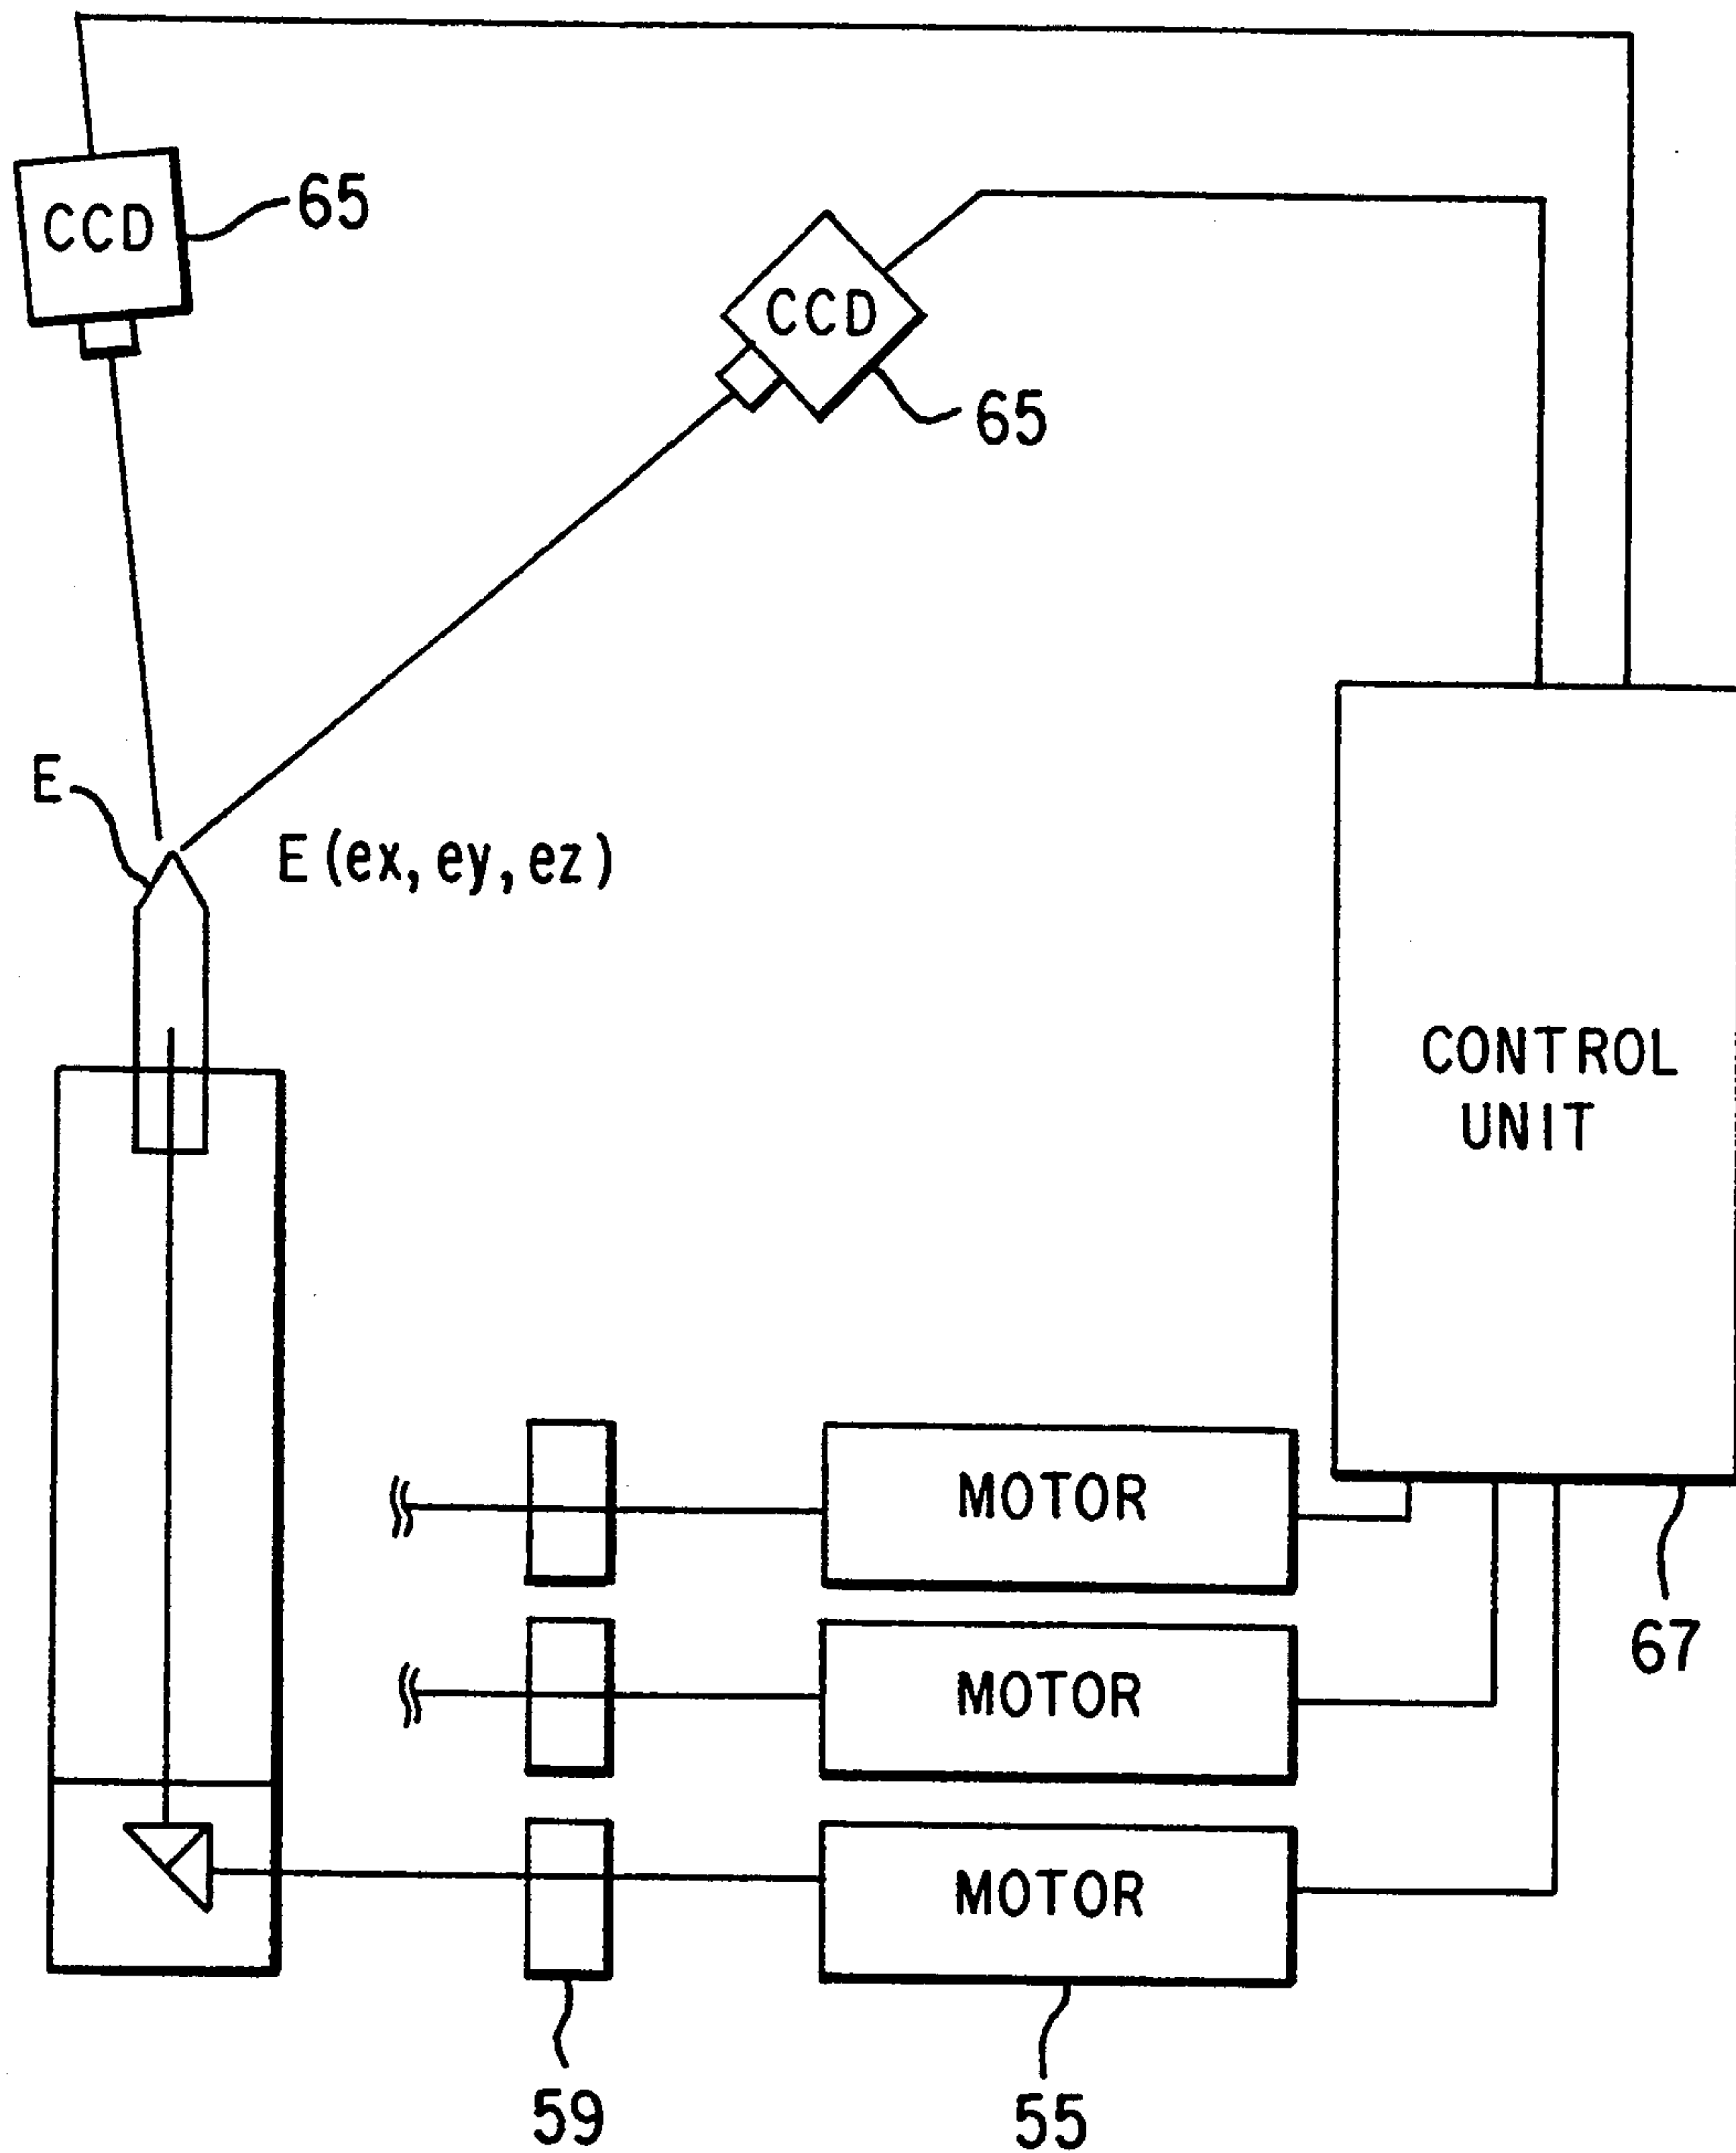 CCD
65
CCD
65
E
E(ex, ey, ez)
CONTROL
UNIT
MOTOR
67
MOTOR
MOTOR
59
55